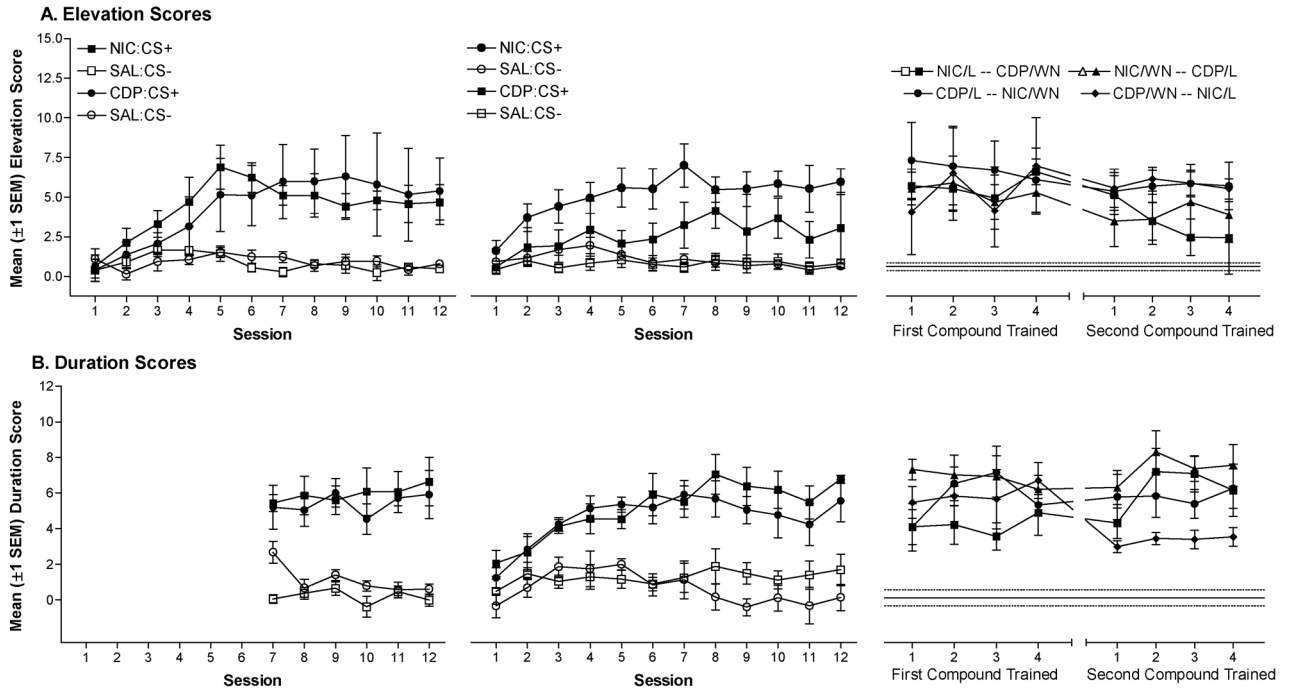 A. Elevation Scores
Mean (±1 SEM) Elevation Score
15.0
12.5
10.0
7.5
5.0
2.5
0.0
NIC:CS+
SAL:CS-
CDP:CS+
SAL:CS-
1 2 3 4 5 6 7 8 9 10 11 12
Session
NIC:CS+
SAL:CS-
CDP:CS+
SAL:CS-
1 2 3 4 5 6 7 8 9 10 11 12
Session
NIC/L -- CDP/WN NIC/WN -- CDP/L
CDP/L -- NIC/WN CDP/WN -- NIC/L
1 2 3 4 1 2 3 4
First Compound Trained Second Compound Trained
B. Duration Scores
Mean (±1 SEM) Duration Score
12
10
8
6
4
2
0
1 2 3 4 5 6 7 8 9 10 11 12
Session
1 2 3 4 5 6 7 8 9 10 11 12
Session
1 2 3 4 1 2 3 4
First Compound Trained Second Compound Trained